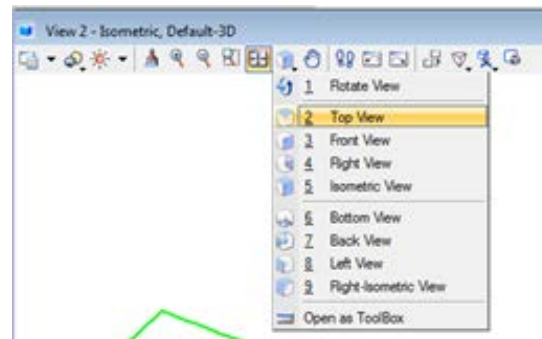 View 2 - Isometric, Default-3D
1 Rotate View
2 Top View
3 Front View
4 Right View
5 Isometric View
6 Bottom View
7 Back View
8 Left View
9 Right-Isometric View
Open as ToolBox